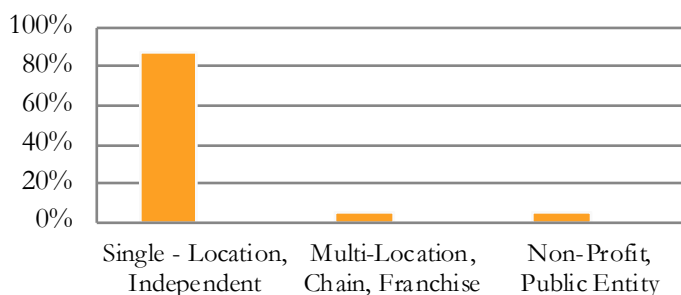 100%
80%
60%
40%
20%
0%
Single - Location,
Independent
Multi-Location,
Chain, Franchise
Non-Profit,
Public Entity